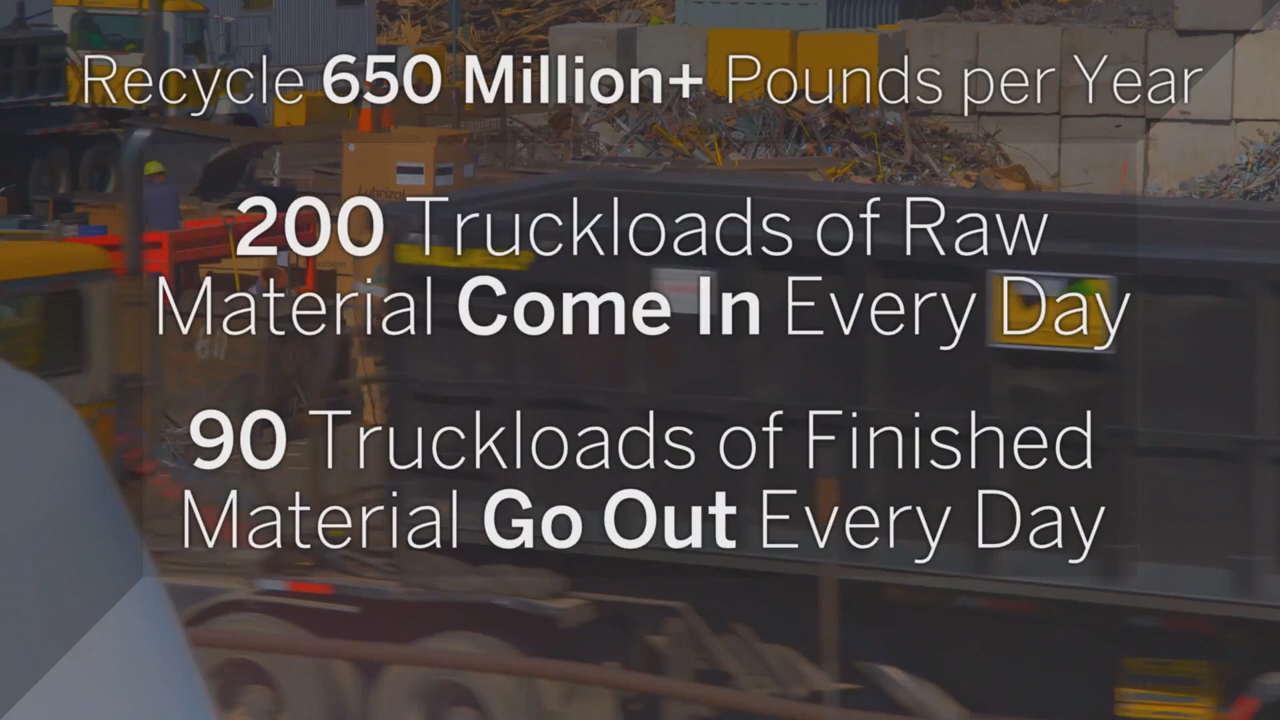 Recycle 650 Million+ Pounds per Year
200 Truckloads of Raw
Material Come In Every Day
90 Truckloads of Finished
Material Go Out Every Day
Lubrizol